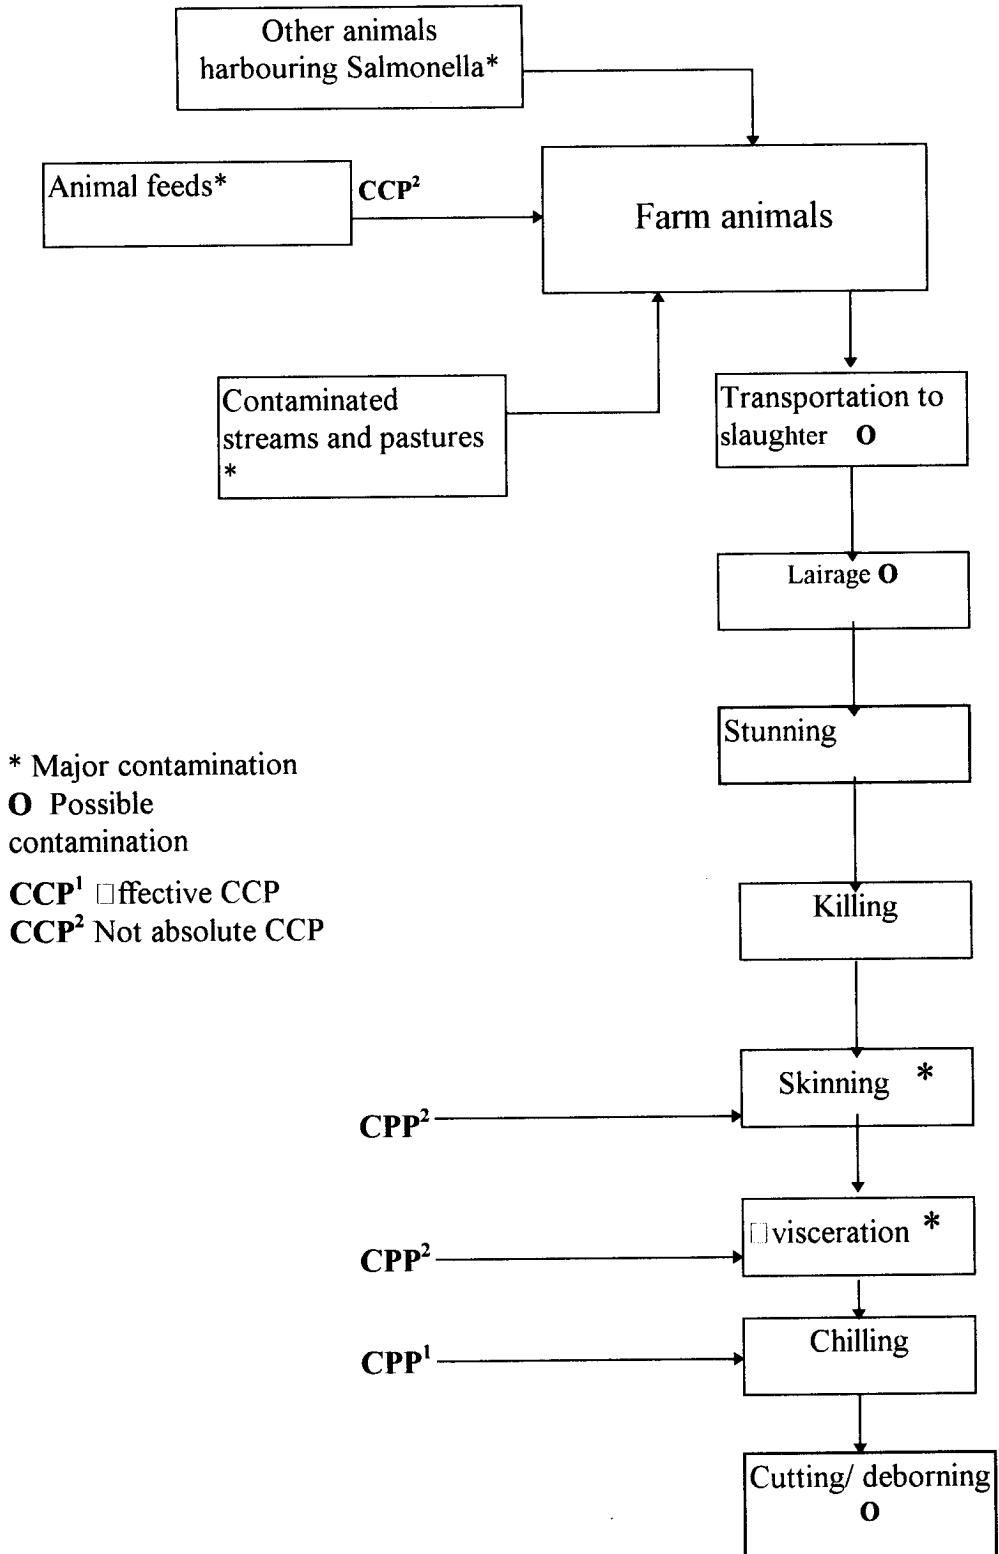 Other animals
harbouring Salmonella*
Animal feeds*
CCP²
Farm animals
Contaminated
streams and pastures
*
Transportation to
slaughter O
Lairage O
Stunning
* Major contamination
O Possible
contamination
CCP¹ □ffective CCP
CCP² Not absolute CCP
Killing
Skinning *
CPP²
□visceration *
CPP²
Chilling
CPP¹
Cutting/ deborning
O